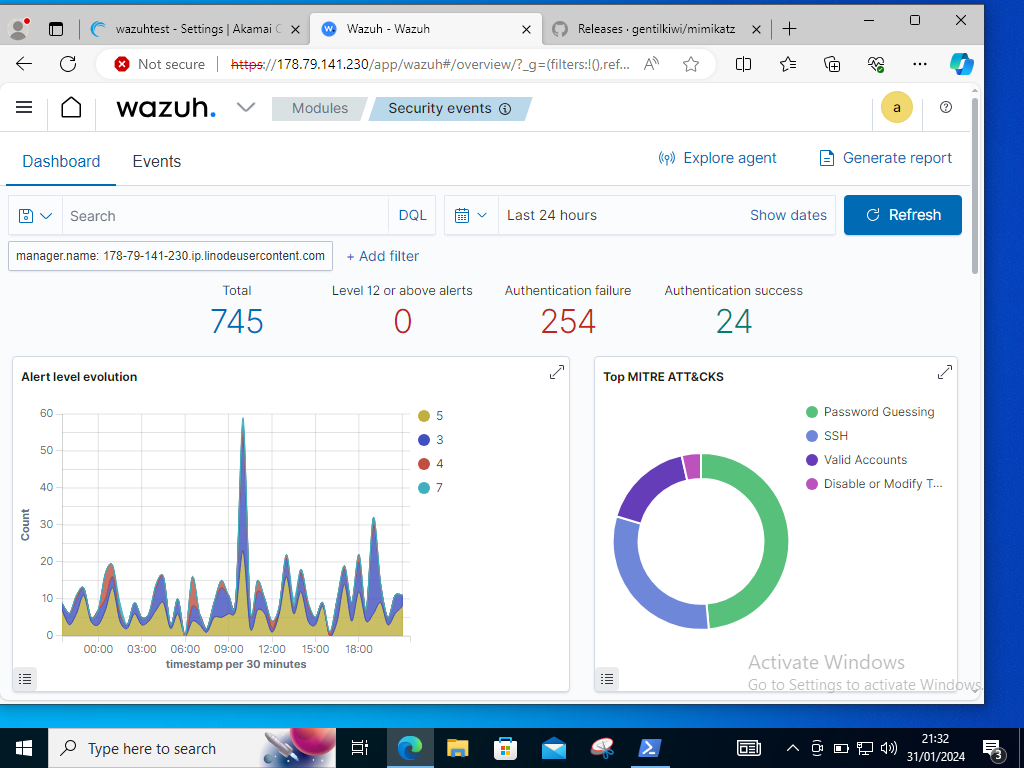 wazuhtest - Settings | Akamai C
Wazuh - Wazuh
Releases · gentilkiwi/mimikatz
Not secure
https://178.79.141.230/app/wazuh#/overview/?_g=(filters:!(),ref...
wazuh.
Modules
Security events
a
Dashboard
Events
Explore agent
Generate report
Search
DQL
Last 24 hours
Show dates
Refresh
manager.name: 178-79-141-230.ip.linodeusercontent.com
+ Add filter
Total
Level 12 or above alerts
Authentication failure
Authentication success
745
0
254
24
Alert level evolution
Top MITRE ATT&CKS
60
50
40
30
20
10
0
Count
00:00 03:00 06:00 09:00 12:00 15:00 18:00
timestamp per 30 minutes
5
3
4
7
Password Guessing
SSH
Valid Accounts
Disable or Modify T...
Activate Windows
Go to Settings to activate Windows.
Type here to search
21:32
31/01/2024
3